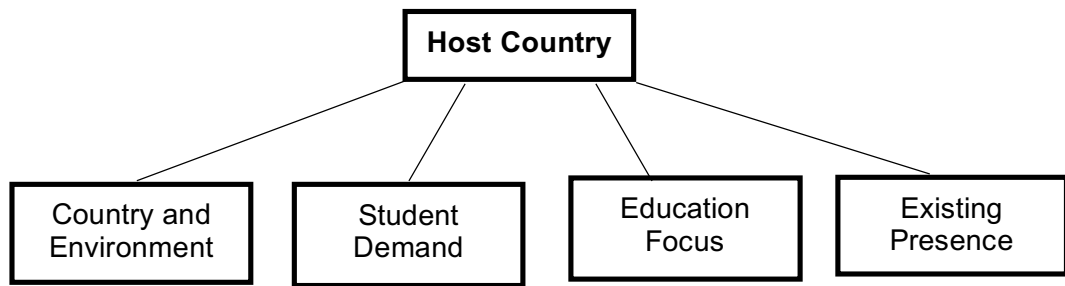 Host Country
Country and
Environment
Student
Demand
Education
Focus
Existing
Presence